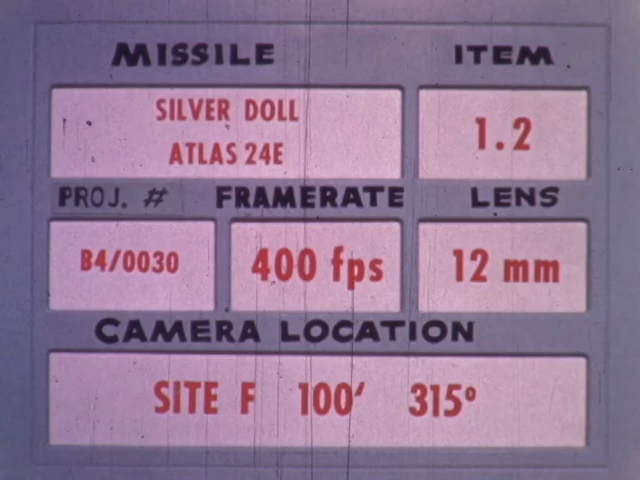 MISSILE ITEM
SILVER DOLL
ATLAS 24E
1.2
PROJ. # FRAMERATE LENS
B4/0030 400 fps 12 mm
CAMERA LOCATION
SITE F 100' 315°